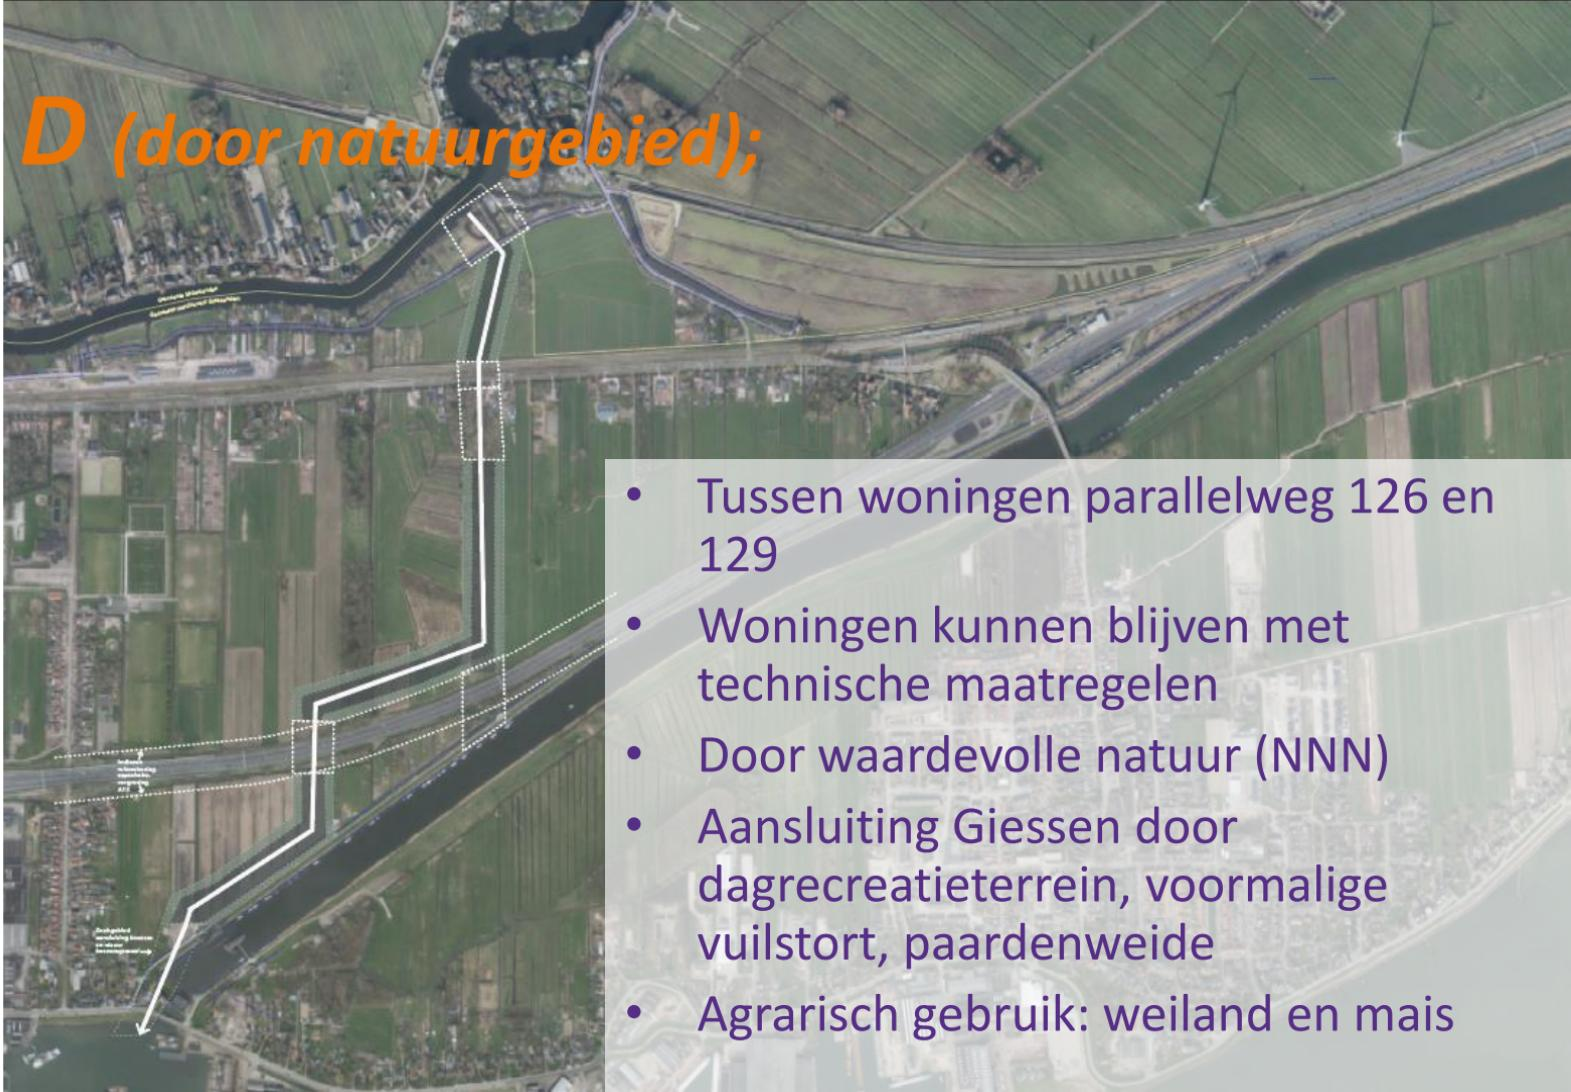 D (door natuurgebied);
• Tussen woningen parallelweg 126 en
129
• Woningen kunnen blijven met
technische maatregelen
• Door waardevolle natuur (NNN)
• Aansluiting Giessen door
dagrecreatieterrein, voormalige
vuilstort, paardenweide
• Agrarisch gebruik: weiland en mais